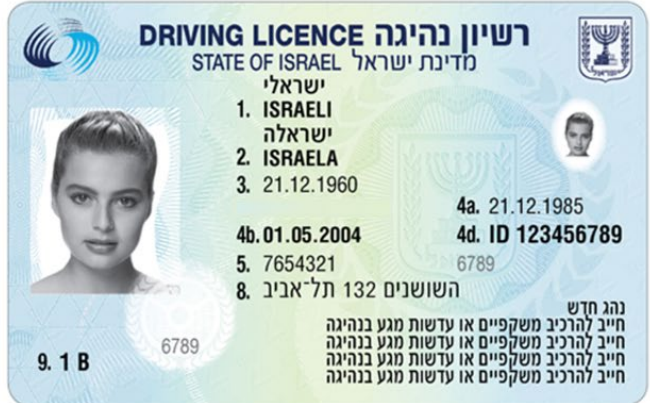 DRIVING LICENCE רשיון נהיגה
STATE OF ISRAEL מדינת ישראל
ישראלי
1. ISRAELI
ישראלה
2. ISRAELA
3. 21.12.1960
4a. 21.12.1985
4b. 01.05.2004
4d. ID 123456789
5. 7654321
6789
8. השושנים 132 תל־אביב
נהג חדש
חייב להרכיב משקפיים או עדשות מגע בנהיגה
חייב להרכיב משקפיים או עדשות מגע בנהיגה
חייב להרכיב משקפיים או עדשות מגע בנהיגה
חייב להרכיב משקפיים או עדשות מגע בנהיגה
6789
9. 1 B